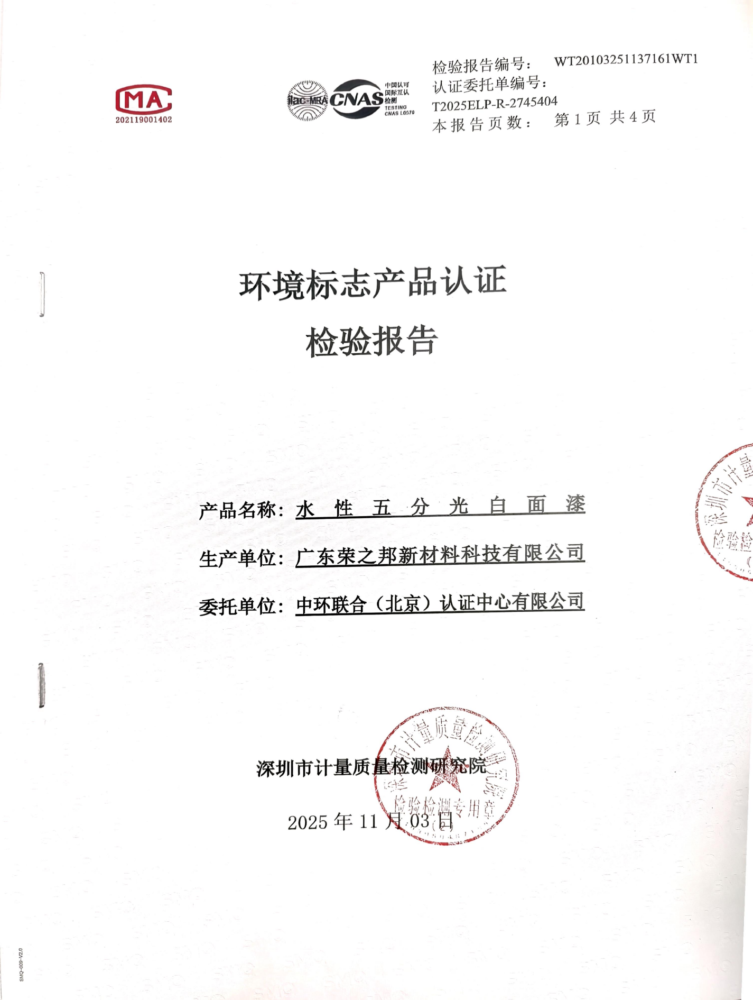 检验报告编号： WT20103251137161WT1
认证委托单编号：
T2025ELP-R-2745404
本报告页数： 第1页 共4页
MA
202119001402
ilac-MRA
CNAS
中国认可
国际互认
检测
TESTING
CNAS L0579
环境标志产品认证
检验报告
产品名称：水性五分光白面漆
生产单位：广东荣之邦新材料科技有限公司
委托单位：中环联合（北京）认证中心有限公司
深圳市计量质量检测研究院
2025年11月03日
深圳市计量质量检测研究院
检验检测专用章
（2）
深圳市计量
检验检
SMQ-009-V2.0